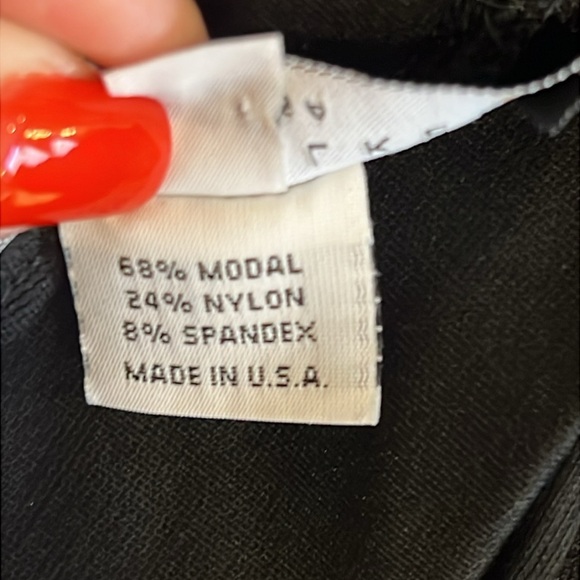 68% MODAL
24% NYLON
8% SPANDEX
MADE IN U.S.A.